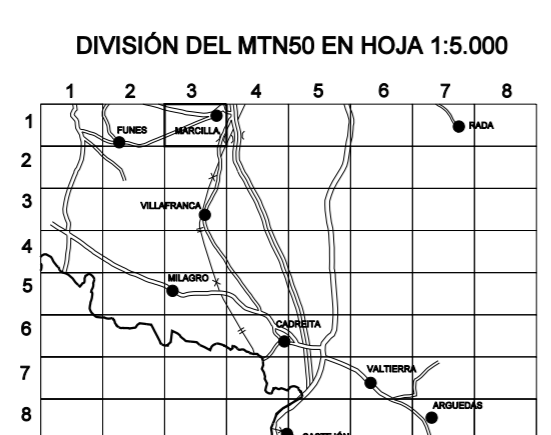 DIVISIÓN DEL MTN50 EN HOJA 1:5.000
1 2 3 4 5 6 7 8
1
FUNES
MARCILLA
RADA
2
3
VILLAFRANCA
4
5
MILAGRO
6
CADREITA
7
VALTIERRA
8
ARGUEDAS